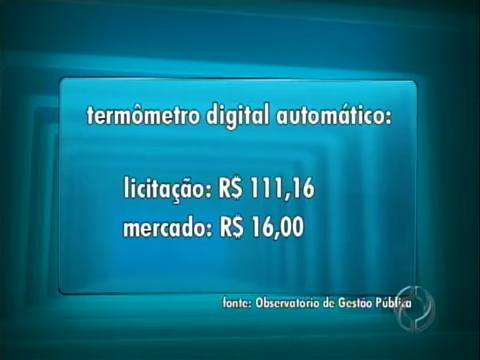 termômetro digital automático:
licitação: R$ 111,16
mercado: R$ 16,00
fonte: Observatório de Gestão Pública